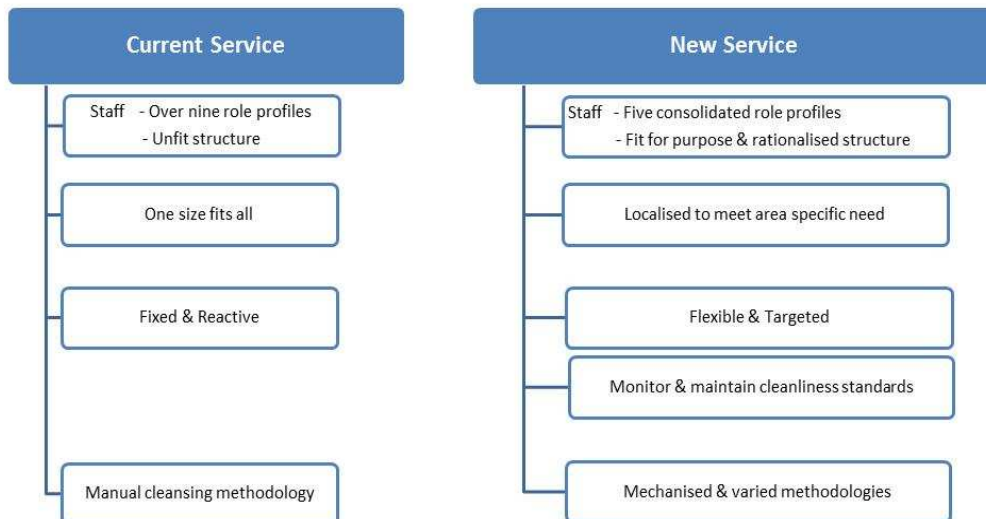 Current Service
Staff - Over nine role profiles
- Unfit structure
One size fits all
Fixed & Reactive
Manual cleansing methodology
New Service
Staff - Five consolidated role profiles
- Fit for purpose & rationalised structure
Localised to meet area specific need
Flexible & Targeted
Monitor & maintain cleanliness standards
Mechanised & varied methodologies